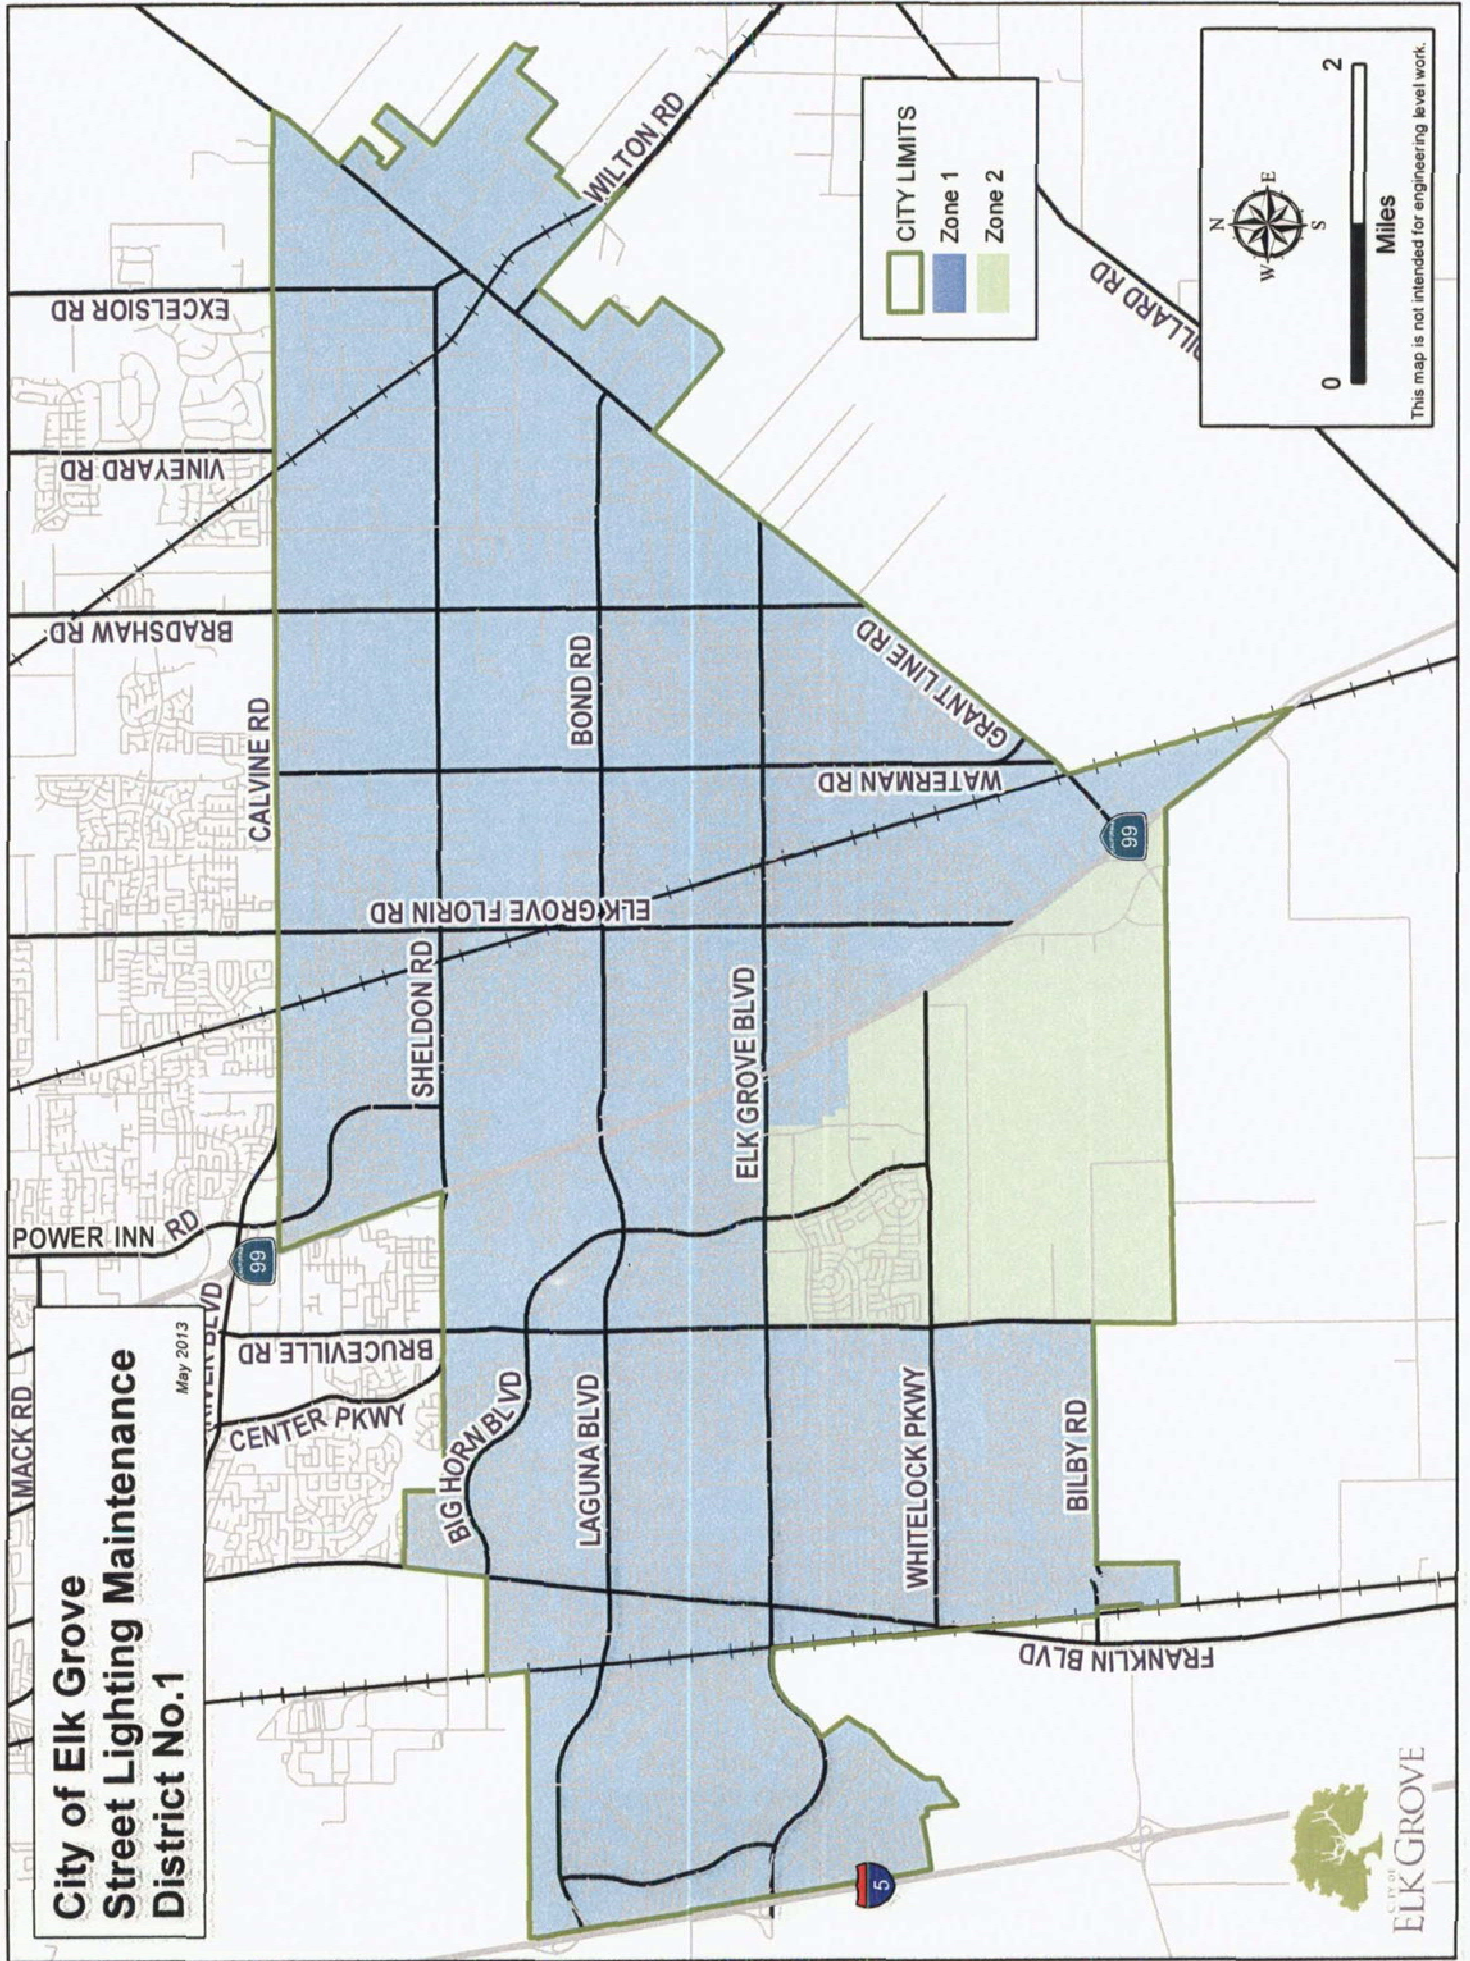 City of Elk Grove
Street Lighting Maintenance
District No.1
May 2013
MACK RD
POWER INN RD
99
CENTER PKWY
BRUCEVILLE RD
BIG HORN BLVD
LAGUNA BLVD
SHELDON RD
CALVINE RD
ELK GROVE FLORIN RD
BRADSHAW RD
VINEYARD RD
EXCELSIOR RD
BOND RD
ELK GROVE BLVD
WATERMAN RD
GRANT LINE RD
WILTON RD
WHITELOCK PKWY
BILBY RD
FRANKLIN BLVD
5
99
CITY LIMITS
Zone 1
Zone 2
N
W E
S
0 2
Miles
This map is not intended for engineering level work.
CITY OF
ELK GROVE